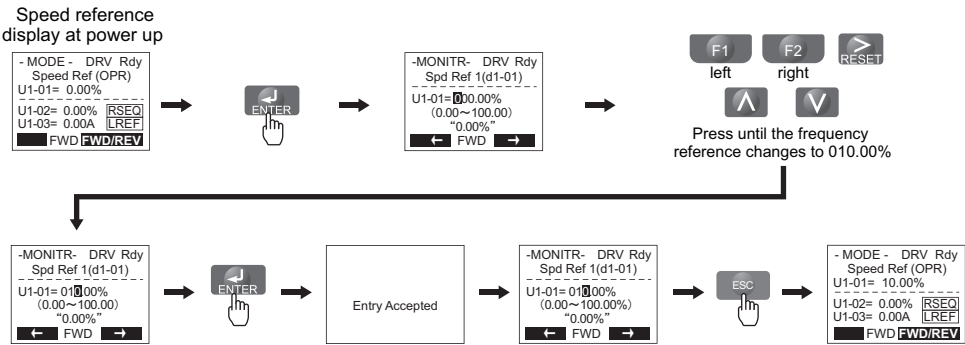 Speed reference
display at power up
- MODE - DRV Rdy
Speed Ref (OPR)
U1-01= 0.00%
U1-02= 0.00% RSEQ
U1-03= 0.00A LREF
FWD FWD/REV
ENTER
-MONITR- DRV Rdy
Spd Ref 1(d1-01)
U1-01= 000.00%
(0.00~100.00)
“0.00%”
← FWD →
F1 F2 > RESET
left right
∧ ∨
Press until the frequency
reference changes to 010.00%
-MONITR- DRV Rdy
Spd Ref 1(d1-01)
U1-01= 010.00%
(0.00~100.00)
“0.00%”
← FWD →
ENTER
Entry Accepted
-MONITR- DRV Rdy
Spd Ref 1(d1-01)
U1-01= 010.00%
(0.00~100.00%)
“0.00%”
← FWD →
ESC
- MODE - DRV Rdy
Speed Ref (OPR)
U1-01= 10.00%
U1-02= 0.00% RSEQ
U1-03= 0.00A LREF
FWD FWD/REV